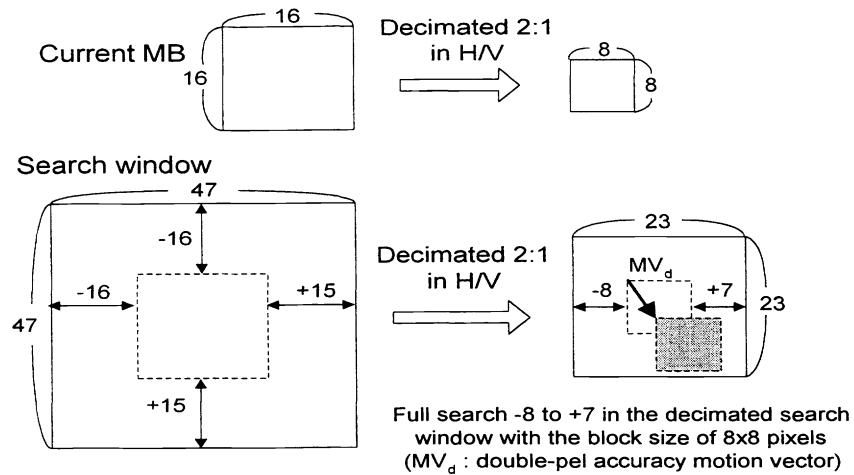 16
Current MB
16
Decimated 2:1
in H/V
8
8
Search window
47
-16
-16
+15
47
+15
Decimated 2:1
in H/V
23
MVd
-8
+7
23
Full search -8 to +7 in the decimated search
window with the block size of 8x8 pixels
(MVd : double-pel accuracy motion vector)